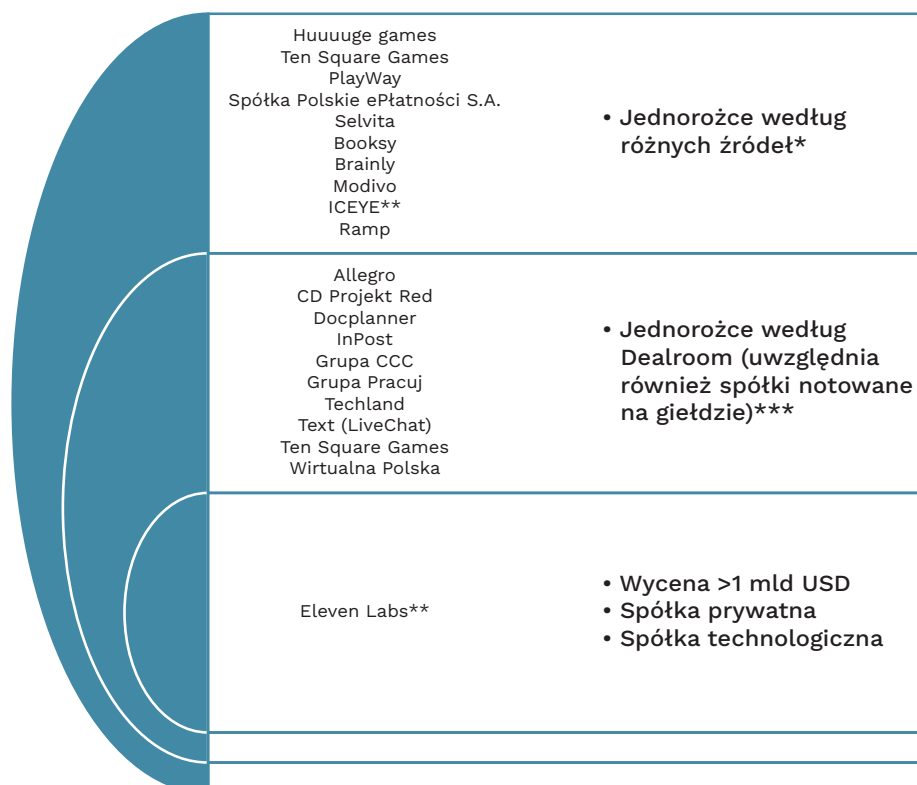 Huuuuge games
Ten Square Games
PlayWay
Spółka Polskie ePłatności S.A.
Selvita
Booksy
Brainly
Modivo
ICEYE**
Ramp
• Jednorożce według
różnych źródeł*
Allegro
CD Projekt Red
Docplanner
InPost
Grupa CCC
Grupa Pracuj
Techland
Text (LiveChat)
Ten Square Games
Wirtualna Polska
• Jednorożce według
Dealroom (uwzględnia
również spółki notowane
na giełdzie)***
Eleven Labs**
• Wycena >1 mld USD
• Spółka prywatna
• Spółka technologiczna